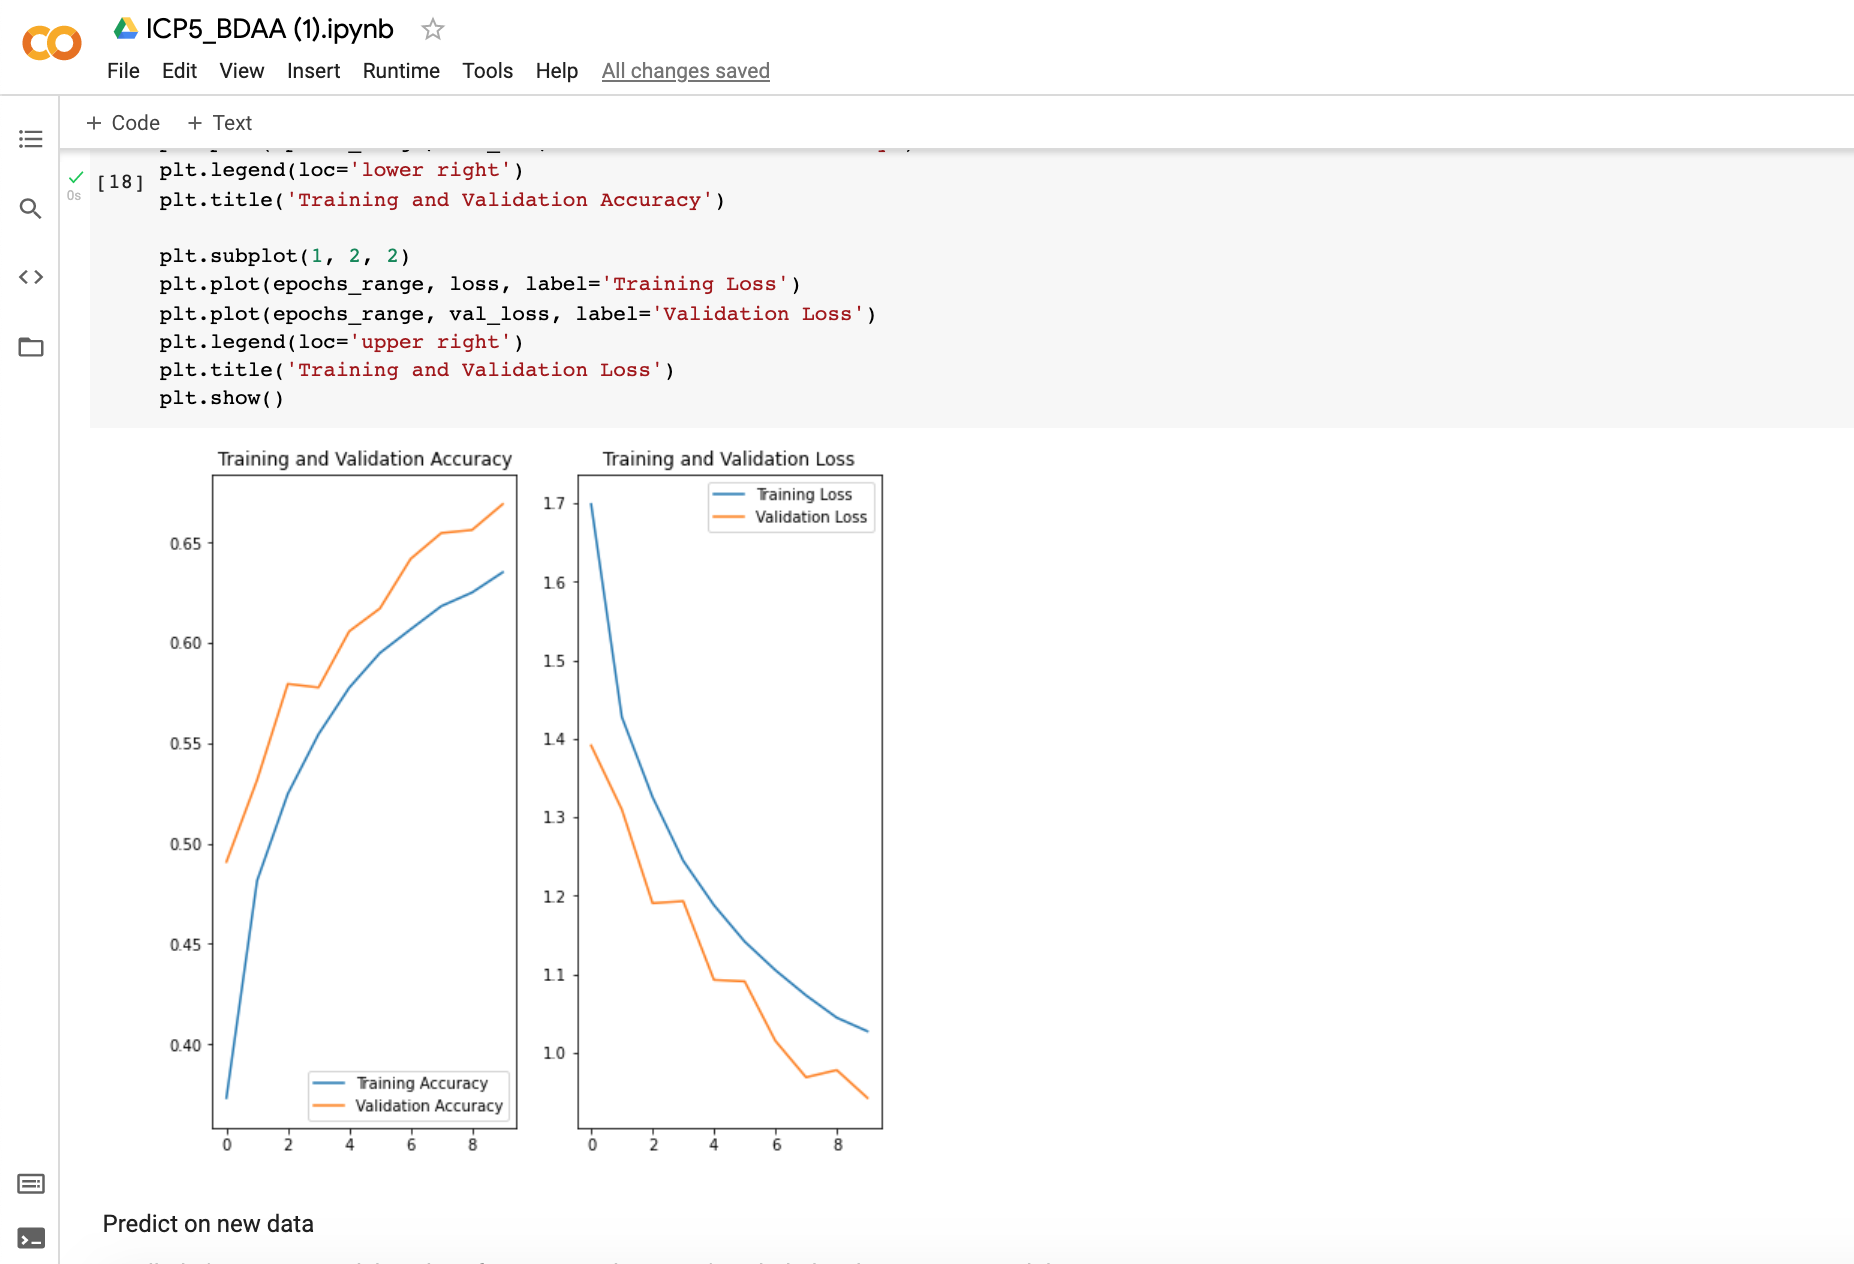 ICP5_BDAA (1).ipynb
File Edit View Insert Runtime Tools Help All changes saved
+ Code + Text
0s
[18]
plt.legend(loc='lower right')
plt.title('Training and Validation Accuracy')
plt.subplot(1, 2, 2)
plt.plot(epochs_range, loss, label='Training Loss')
plt.plot(epochs_range, val_loss, label='Validation Loss')
plt.legend(loc='upper right')
plt.title('Training and Validation Loss')
plt.show()
Training and Validation Accuracy
0.65
0.60
0.55
0.50
0.45
0.40
Training Accuracy
Validation Accuracy
0 2 4 6 8
Training and Validation Loss
1.7
1.6
1.5
1.4
1.3
1.2
1.1
1.0
Training Loss
Validation Loss
0 2 4 6 8
Predict on new data